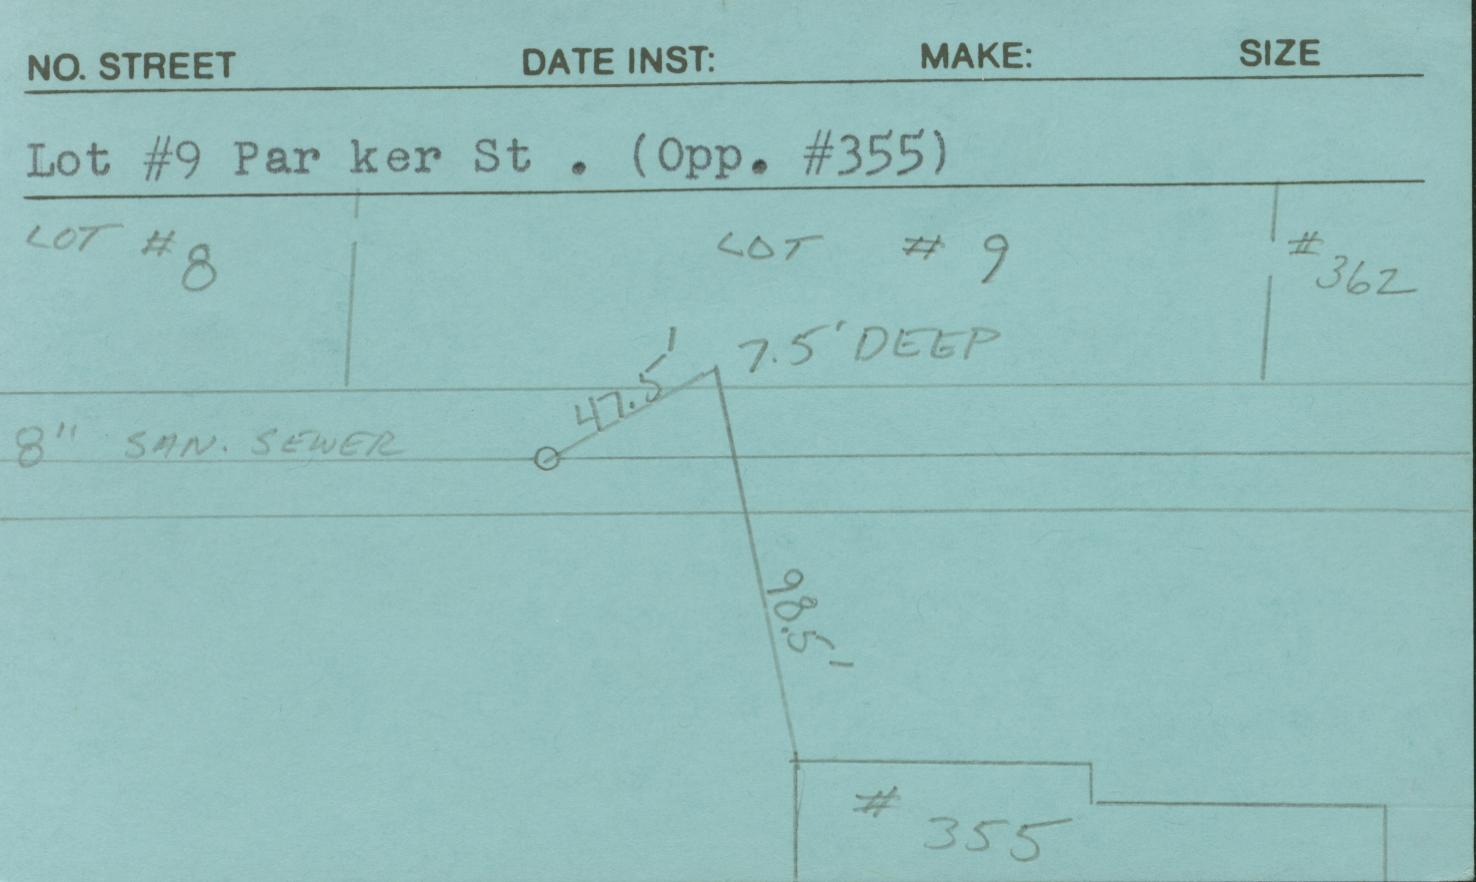 NO. STREET DATE INST: MAKE: SIZE
Lot #9 Par ker St . (Opp. #355)
LOT # 8 LOT # 9 # 362
47.5' 7.5' DEEP
8" SAN. SEWER
98.5'
# 355